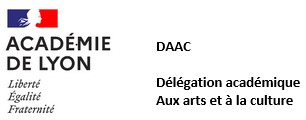 ACADÉMIE
DE LYON
Liberté
Égalité
Fraternité
DAAC
Délégation académique
Aux arts et à la culture